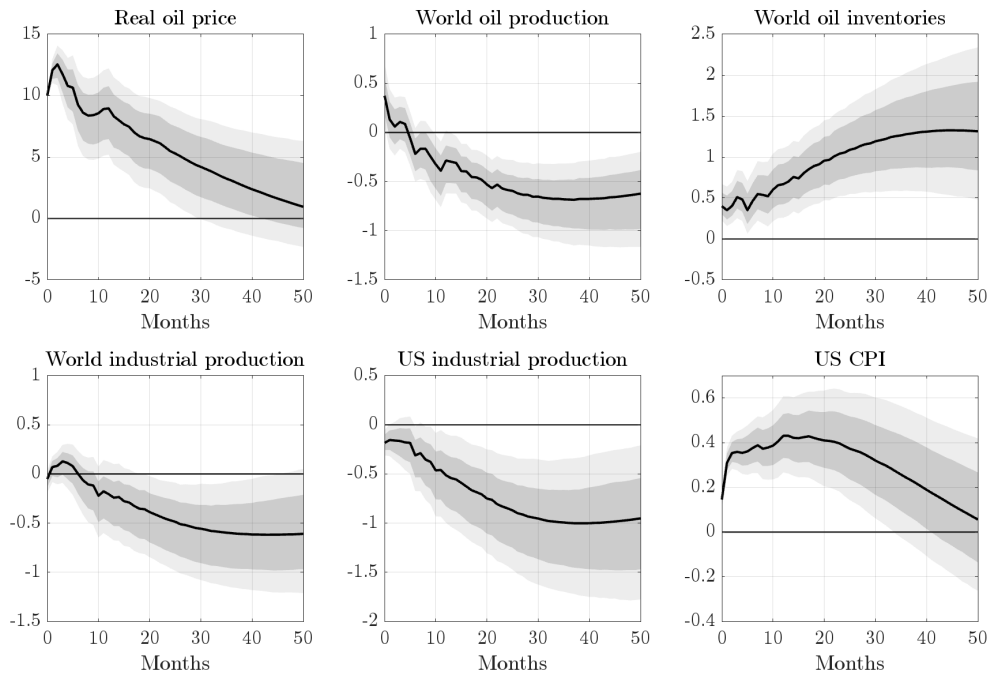 Real oil price
15
10
5
0
-5
0 10 20 30 40 50
Months
World oil production
1
0.5
0
-0.5
-1
-1.5
0 10 20 30 40 50
Months
World oil inventories
2.5
2
1.5
1
0.5
0
-0.5
0 10 20 30 40 50
Months
World industrial production
1
0.5
0
-0.5
-1
-1.5
0 10 20 30 40 50
Months
US industrial production
0.5
0
-0.5
-1
-1.5
-2
0 10 20 30 40 50
Months
US CPI
0.6
0.4
0.2
0
-0.2
-0.4
0 10 20 30 40 50
Months